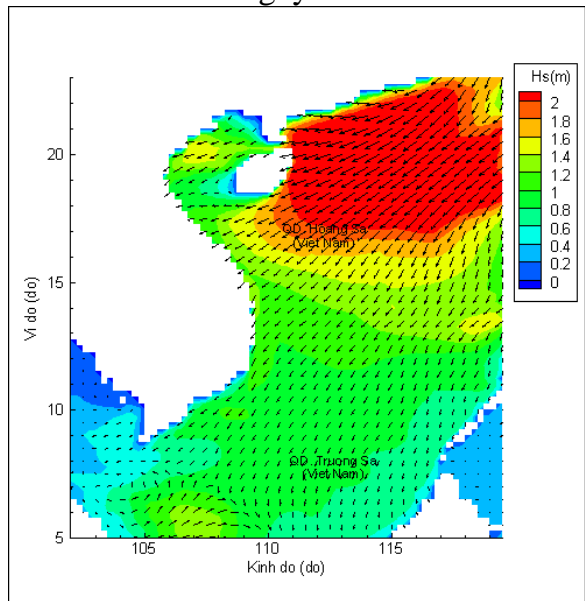 Hs(m)
2
1.8
1.6
1.4
1.2
1
0.8
0.6
0.4
0.2
0
20
15
10
5
Vi do (do)
QD. Hoang Sa
(Viet Nam)
QD. Truong Sa
(Viet Nam)
105
110
115
Kinh do (do)